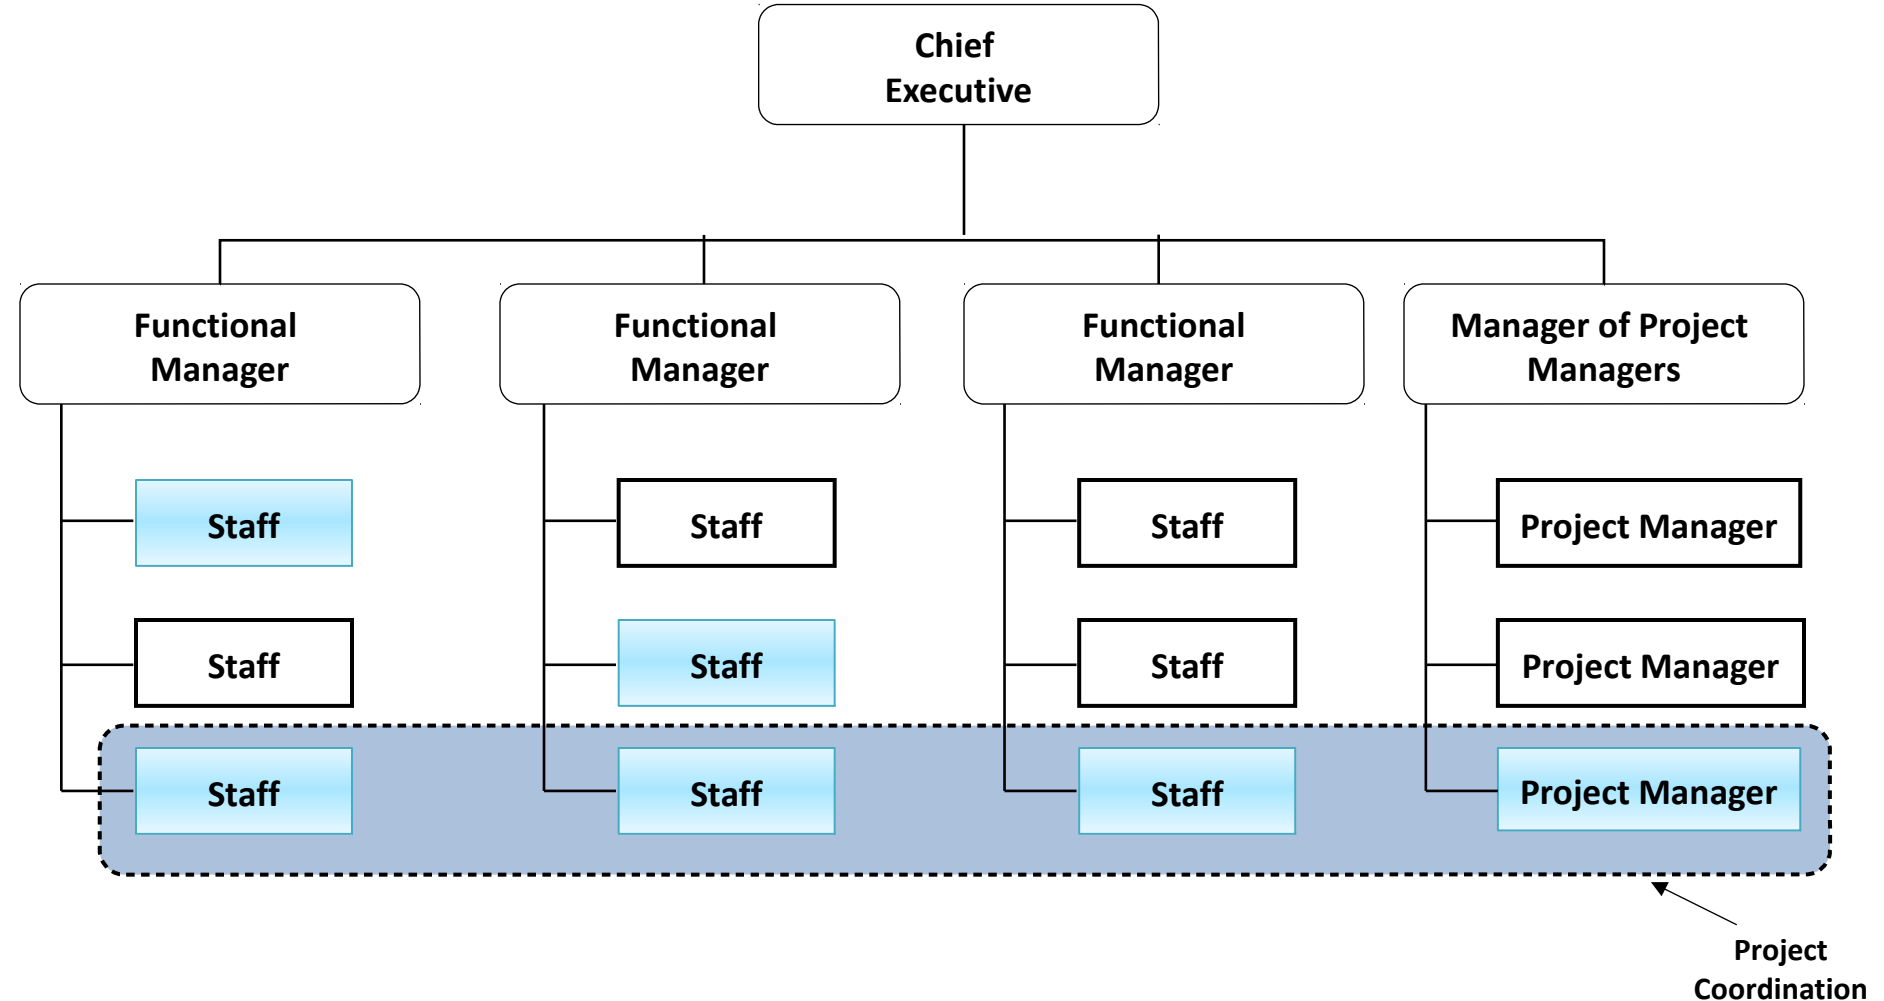 Chief
Executive
Functional
Manager
Functional
Manager
Functional
Manager
Manager of Project
Managers
Staff
Staff
Staff
Project Manager
Staff
Staff
Staff
Project Manager
Staff
Staff
Staff
Project Manager
Project
Coordination